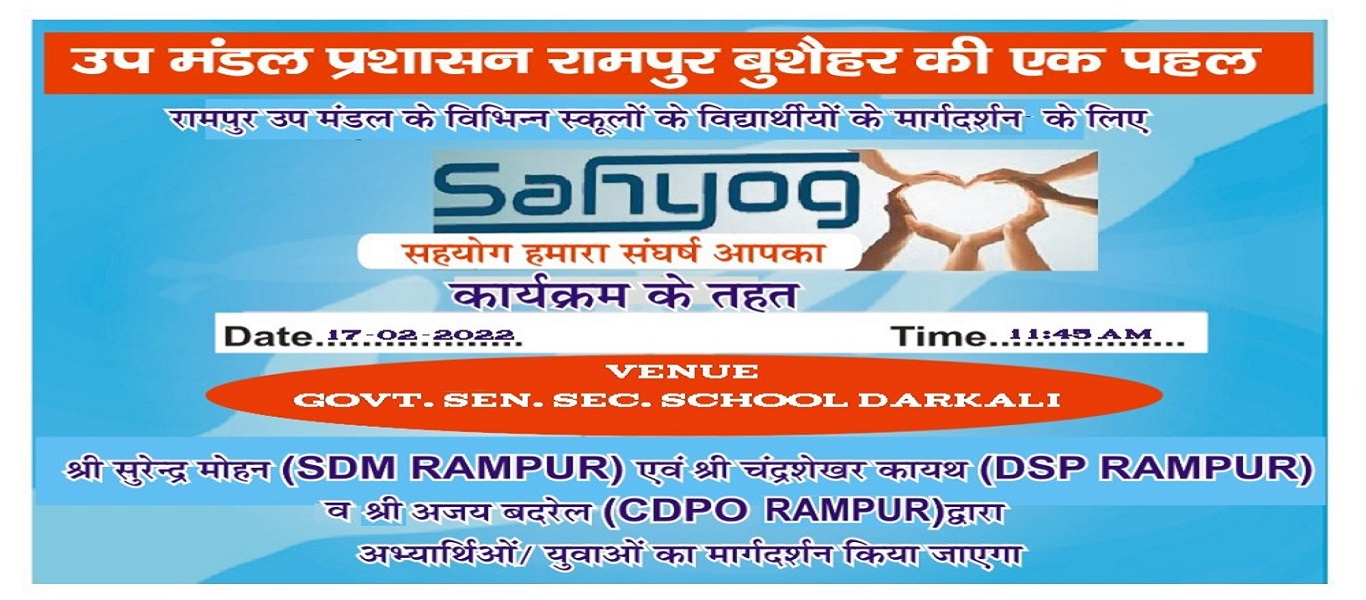 उप मंडल प्रशासन रामपुर बुशैहर की एक पहल
रामपुर उप मंडल के विभिन्न स्कूलों के विद्यार्थीयों के मार्गदर्शन के लिए
Sahyog
सहयोग हमारा संघर्ष आपका
कार्यक्रम के तहत
Date..17-02-2022. Time..11:45 AM...
VENUE
GOVT. SEN. SEC. SCHOOL DARKALI
श्री सुरेन्द्र मोहन (SDM RAMPUR) एवं श्री चंद्रशेखर कायथ (DSP RAMPUR)
व श्री अजय बदरेल (CDPO RAMPUR)द्वारा
अभ्यार्थिओं/ युवाओं का मार्गदर्शन किया जाएगा